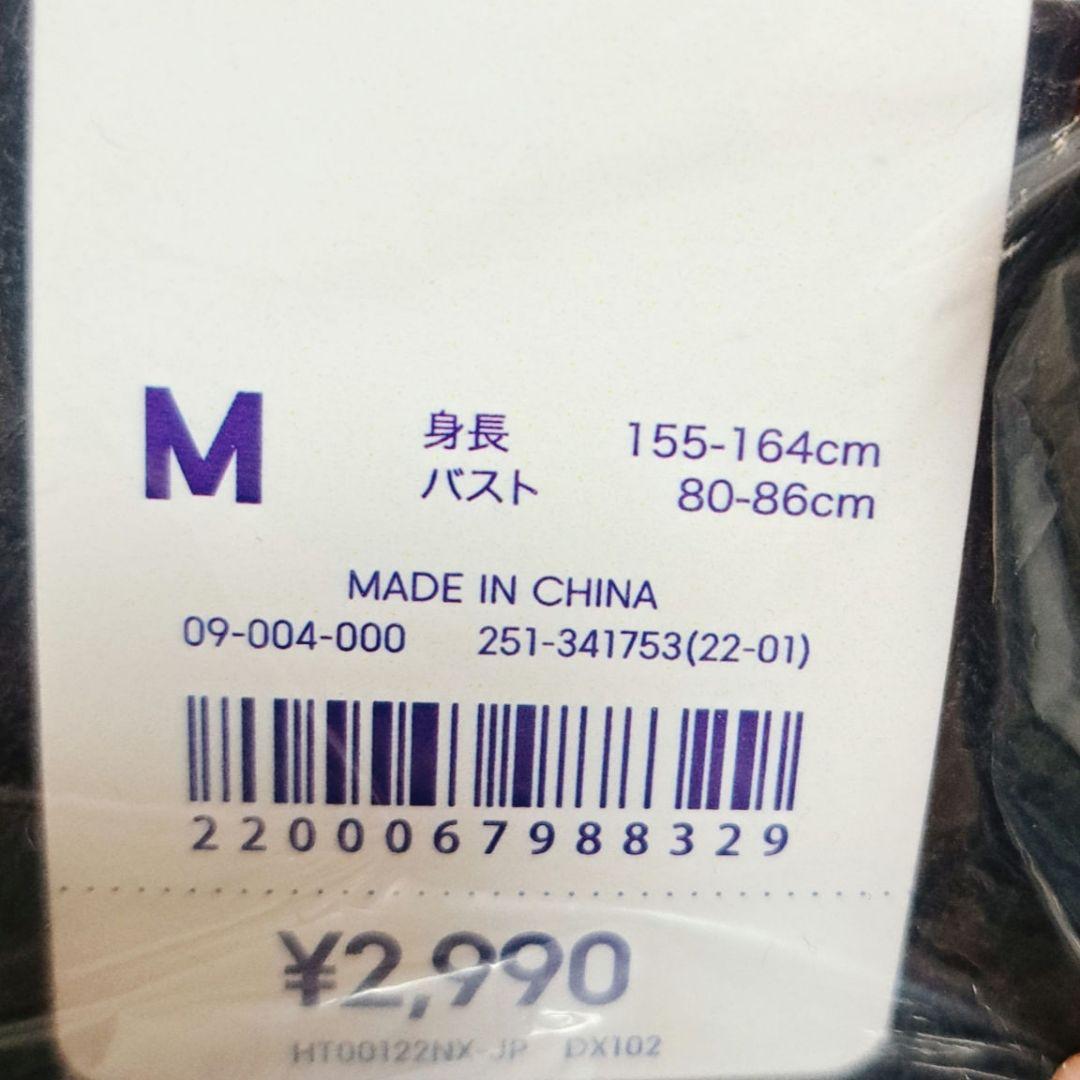 M
身長 155-164cm
バスト 80-86cm
MADE IN CHINA
09-004-000 251-341753(22-01)
2200067988329
¥2,990
HT00122NX-JP DX102